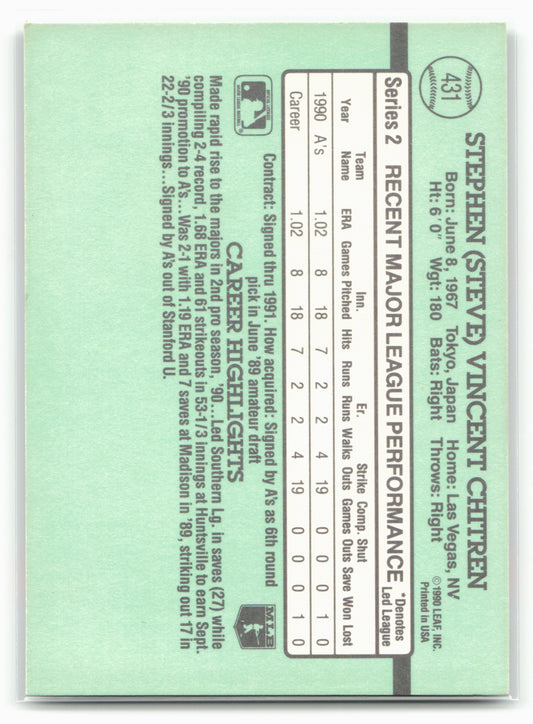 431
STEPHEN (STEVE) VINCENT CHITREN
Born: June 8, 1967 Tokyo, Japan Home: Las Vegas, NV
Ht: 6'0" Wgt: 180 Bats: Right Throws: Right
©1990 LEAF, INC.
Printed in USA
Series 2 RECENT MAJOR LEAGUE PERFORMANCE *Denotes Led League
Team Inn. Er. Strike Comp. Shut
Year Name ERA Games Pitched Hits Runs Runs Walks Outs Games Outs Save Won Lost
1990 A's 1.02 8 18 7 2 2 4 19 0 0 0 1 0
Career 1.02 8 18 7 2 2 4 19 0 0 0 1 0
Contract: Signed thru 1991. How acquired: Signed by A's as 6th round
pick in June '89 amateur draft
MLB
CAREER HIGHLIGHTS
Made rapid rise to the majors in 2nd pro season, '90...Led Southern Lg. in saves (27) while
compiling 2-4 record, 1.68 ERA and 61 strikeouts in 53-1/3 innings at Huntsville to earn Sept.
'90 promotion to A's...Was 2-1 with 1.19 ERA and 7 saves at Madison in '89, striking out 17 in
22-2/3 innings...Signed by A's out of Stanford U.